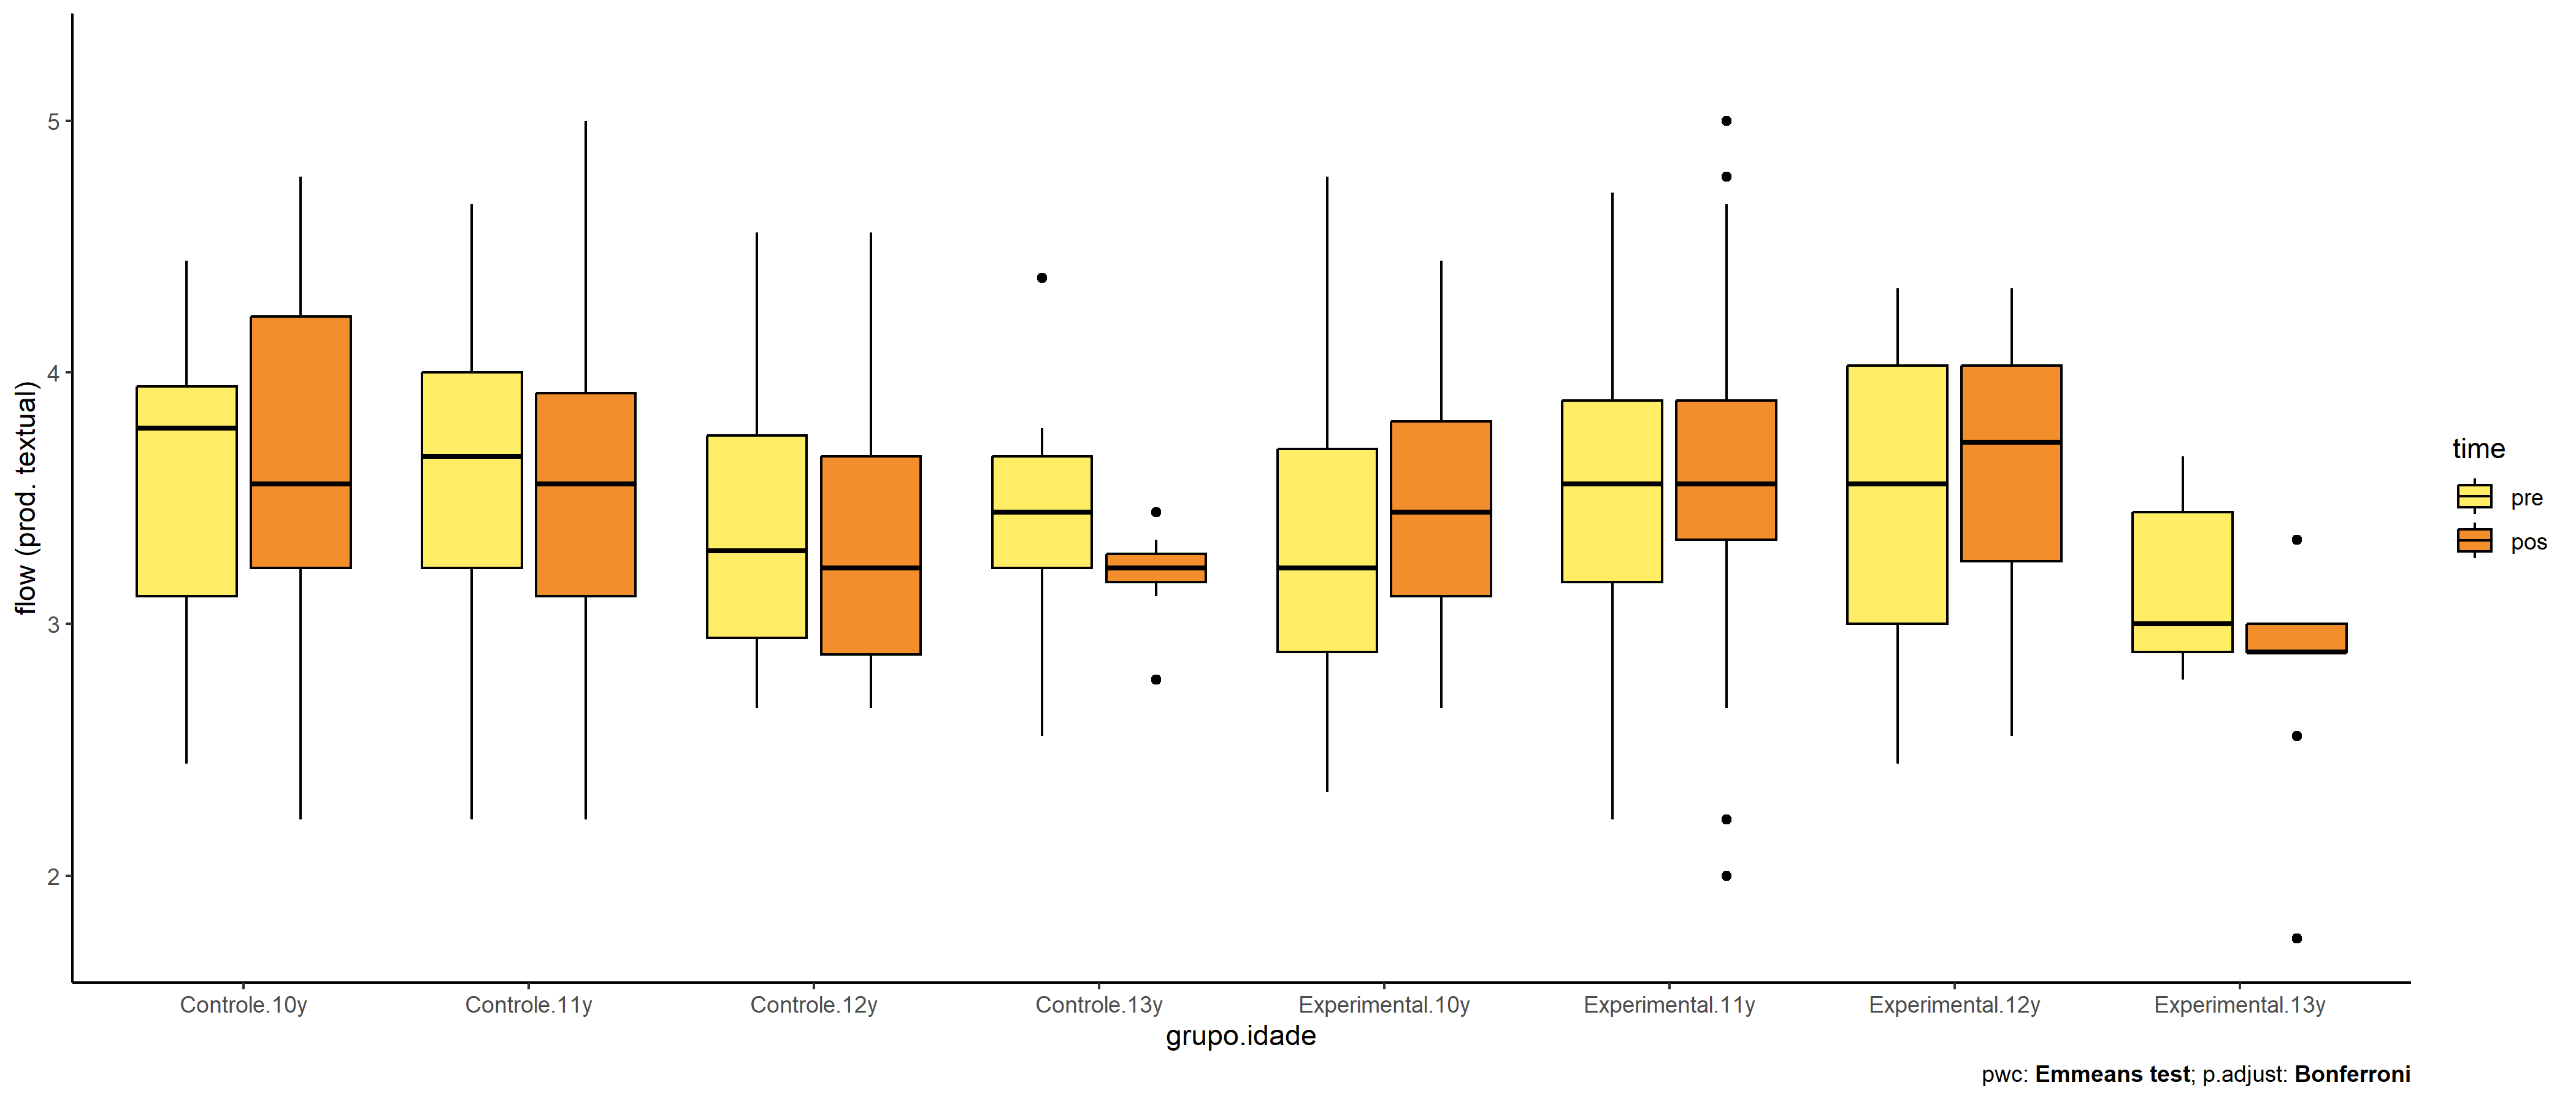 flow (prod. textual)
5
4
3
2
Controle.10y
Controle.11y
Controle.12y
Controle.13y
Experimental.10y
Experimental.11y
Experimental.12y
Experimental.13y
grupo.idade
time
pre
pos
pwc: Emmeans test; p.adjust: Bonferroni